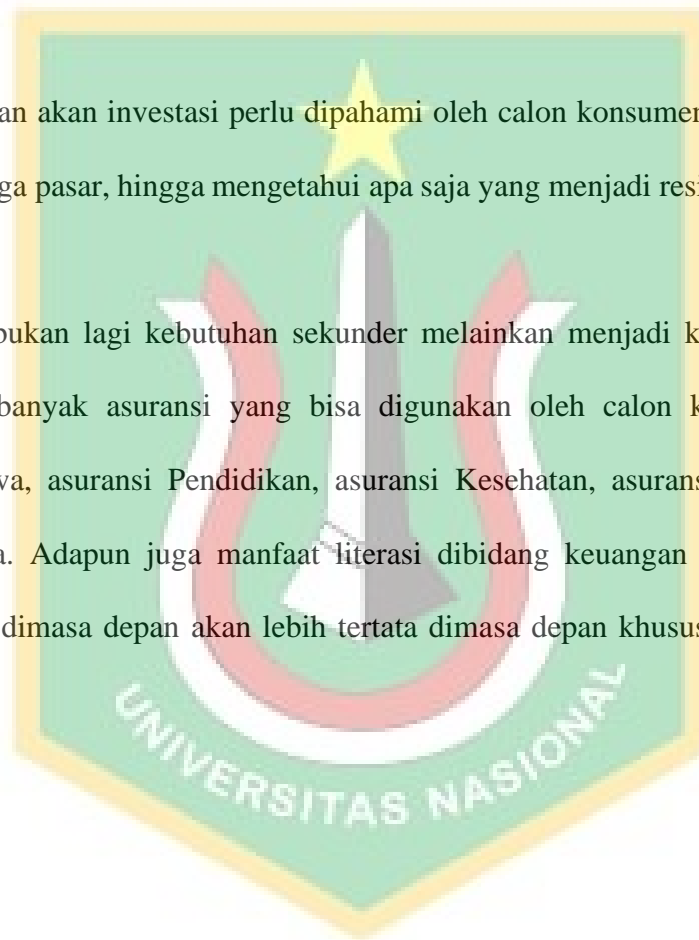 an akan investasi perlu dipahami oleh calon konsumen
ga pasar, hingga mengetahui apa saja yang menjadi resi
bukan lagi kebutuhan sekunder melainkan menjadi k
banyak asuransi yang bisa digunakan oleh calon k
wa, asuransi Pendidikan, asuransi Kesehatan, asurans
a. Adapun juga manfaat literasi dibidang keuangan
dimasa depan akan lebih tertata dimasa depan khusus
UNIVERSITAS NASIONAL